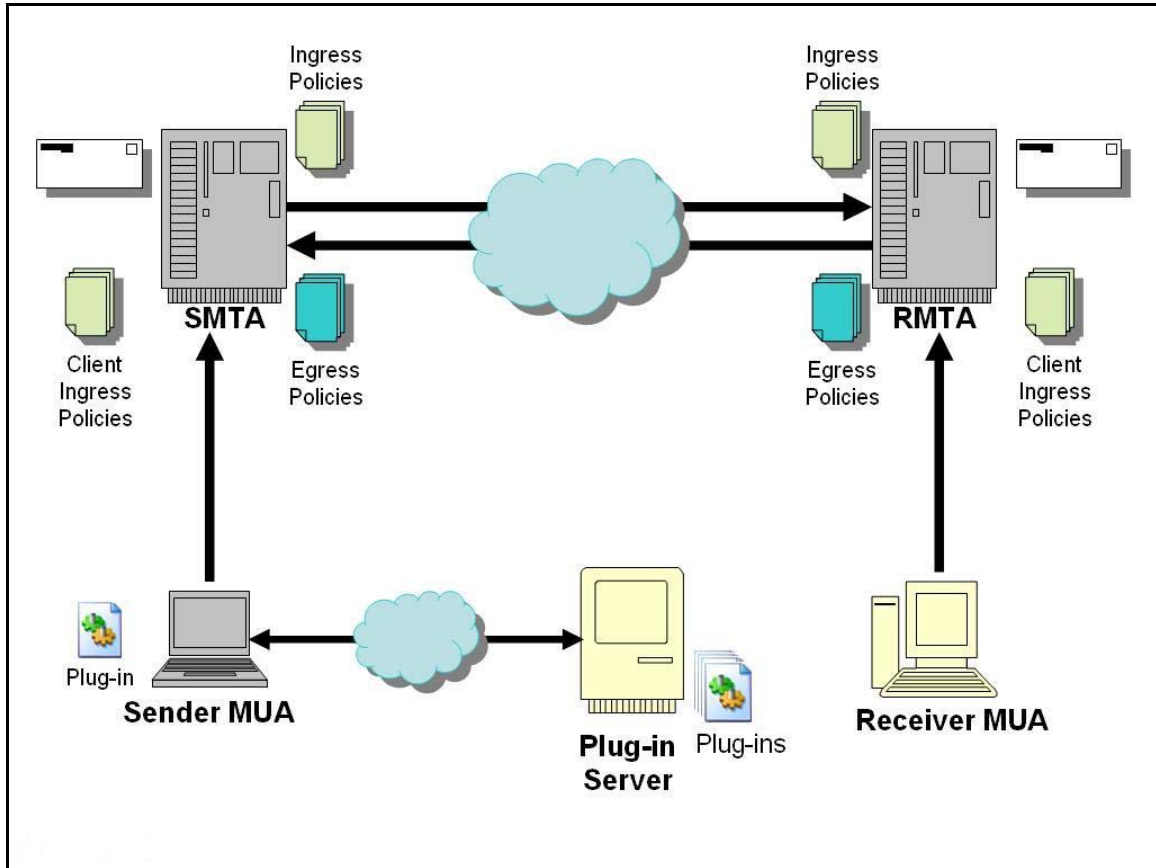 Ingress
Policies
Ingress
Policies
SMTA
RMTA
Client
Ingress
Policies
Egress
Policies
Egress
Policies
Client
Ingress
Policies
Plug-in
Sender MUA
Plug-in
Server
Plug-ins
Receiver MUA